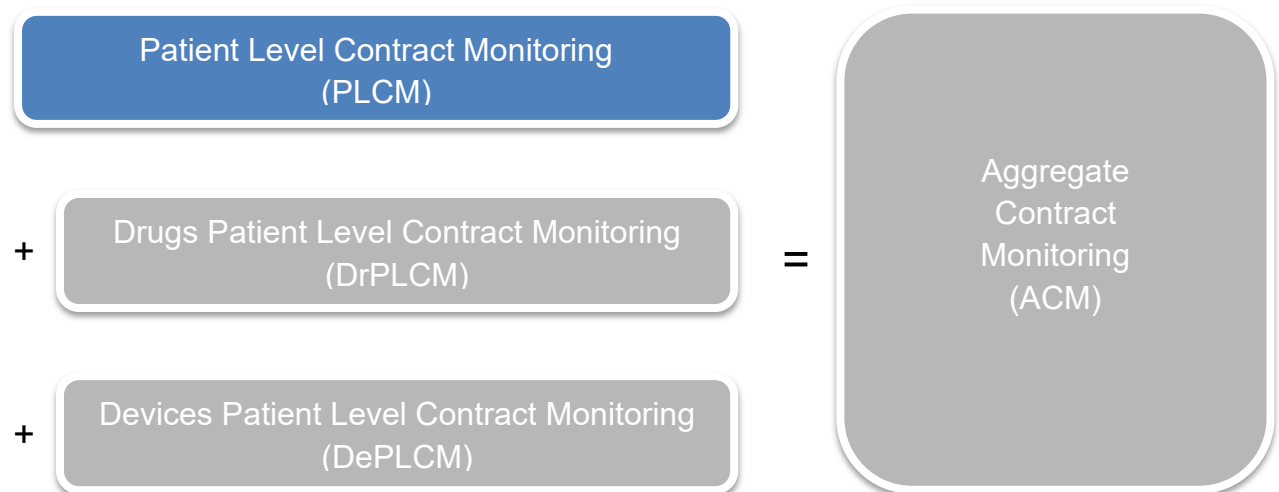 Patient Level Contract Monitoring
(PLCM)
+
Drugs Patient Level Contract Monitoring
(DrPLCM)
+
Devices Patient Level Contract Monitoring
(DePLCM)
=
Aggregate
Contract
Monitoring
(ACM)